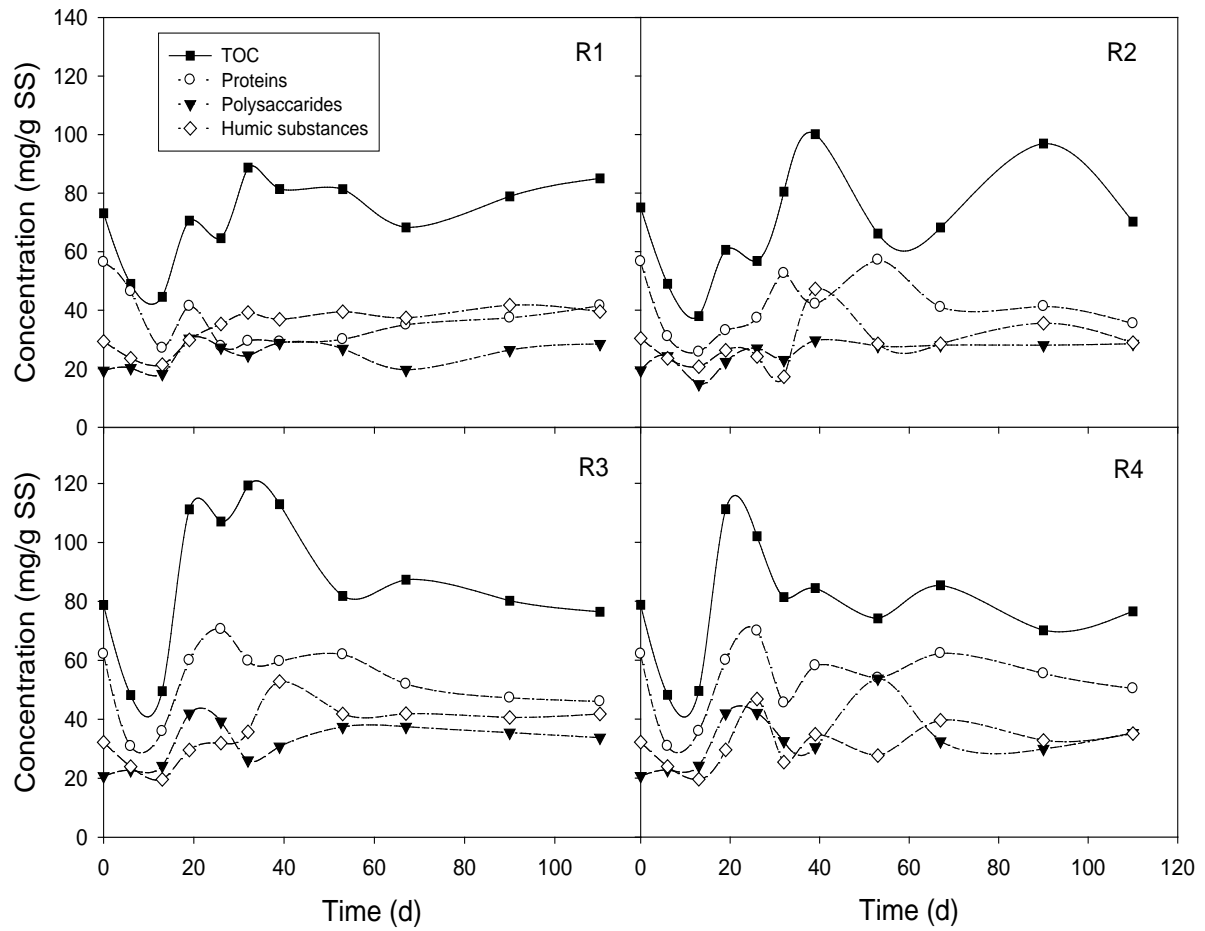 140
120
100
80
60
40
20
0
Concentration (mg/g SS)
TOC
Proteins
Polysaccarides
Humic substances
R1
R2
120
100
80
60
40
20
0
Concentration (mg/g SS)
R3
R4
0 20 40 60 80 100
0 20 40 60 80 100 120
Time (d)
Time (d)